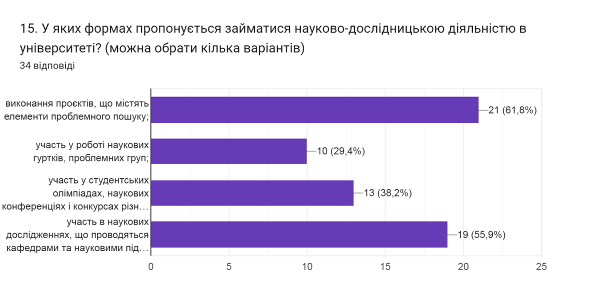 15. У яких формах пропонується займатися науково-дослідницькою діяльністю в
університеті? (можна обрати кілька варіантів)
34 відповіді
виконання проєктів, що містять
елементи проблемного пошуку;
21 (61,8%)
участь у роботі наукових
гуртків, проблемних груп;
10 (29,4%)
участь у студентських
олімпіадах, наукових
конференціях і конкурсах різн…
13 (38,2%)
участь в наукових
дослідженнях, що проводяться
кафедрами та науковими під…
19 (55,9%)
0 5 10 15 20 25